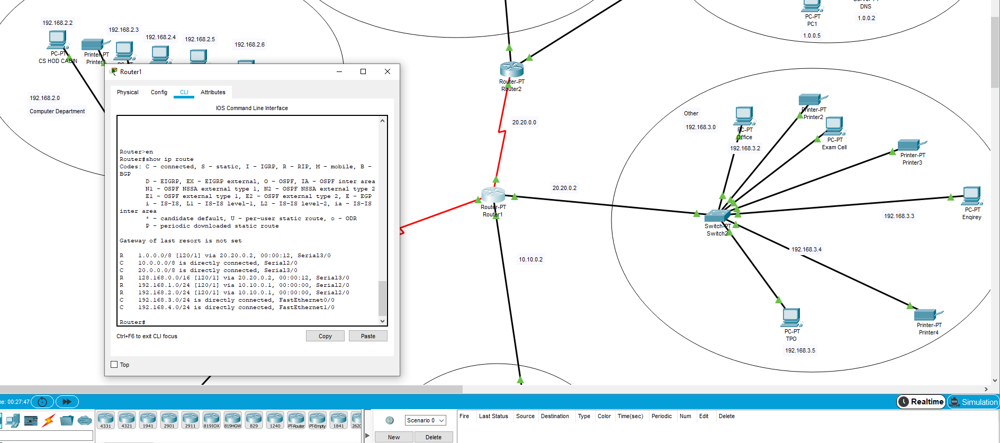 192.168.2.2
192.168.2.3
192.168.2.4
192.168.2.5
192.168.2.6
PC-PT
CS HOD CABIN
Printer-PT
Printer
192.168.2.0
Computer Department
Router1
Physical
Config
CLI
Attributes
IOS Command Line Interface
Router>en
Router#show ip route
Codes: C - connected, S - static, I - IGRP, R - RIP, M - mobile, B -
BGP
D - EIGRP, EX - EIGRP external, O - OSPF, IA - OSPF inter area
N1 - OSPF NSSA external type 1, N2 - OSPF NSSA external type 2
E1 - OSPF external type 1, E2 - OSPF external type 2, E - EGP
i - IS-IS, L1 - IS-IS level-1, L2 - IS-IS level-2, ia - IS-IS
inter area
* - candidate default, U - per-user static route, o - ODR
P - periodic downloaded static route
Gateway of last resort is not set
R 1.0.0.0/8 [120/1] via 20.20.0.2, 00:00:12, Serial3/0
C 10.0.0.0/8 is directly connected, Serial2/0
C 20.0.0.0/8 is directly connected, Serial3/0
R 128.168.0.0/16 [120/1] via 20.20.0.2, 00:00:12, Serial3/0
R 192.168.1.0/24 [120/1] via 10.10.0.1, 00:00:00, Serial2/0
R 192.168.2.0/24 [120/1] via 10.10.0.1, 00:00:00, Serial2/0
C 192.168.3.0/24 is directly connected, FastEthernet0/0
C 192.168.4.0/24 is directly connected, FastEthernet1/0
Router#
Ctrl+F6 to exit CLI focus
Copy
Paste
Top
DNS
1.0.0.2
PC-PT
PC1
1.0.0.5
Router-PT
Router2
20.20.0.0
Router-PT
Router1
20.20.0.2
10.10.0.2
Other
192.168.3.0
PC-PT
Office
192.168.3.2
Printer-PT
Printer2
PC-PT
Exam Cell
Printer-PT
Printer3
PC-PT
Enqirey
192.168.3.3
Switch-PT
Switch2
192.168.3.4
PC-PT
TPO
192.168.3.5
Printer-PT
Printer4
ne: 00:27:47
Realtime
Simulation
4331
4321
1941
2901
2911
819IOX
819HGW
829
1240
PT-Router
PT-Empty
1841
2620
Scenario 0
New
Delete
Fire
Last Status
Source
Destination
Type
Color
Time(sec)
Periodic
Num
Edit
Delete